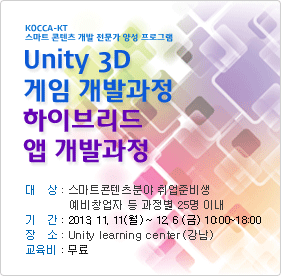 KOCCA-KT
스마트 콘텐츠 개발 전문가 양성 프로그램
Unity 3D
게임 개발과정
하이브리드
앱 개발과정
대 상 : 스마트콘텐츠분야 취업준비생
예비창업자 등 과정별 25명 이내
기 간 : 2013. 11. 11(월) ~ 12. 6 (금) 10:00~18:00
장 소 : Unity learning center (강남)
교육비 : 무료